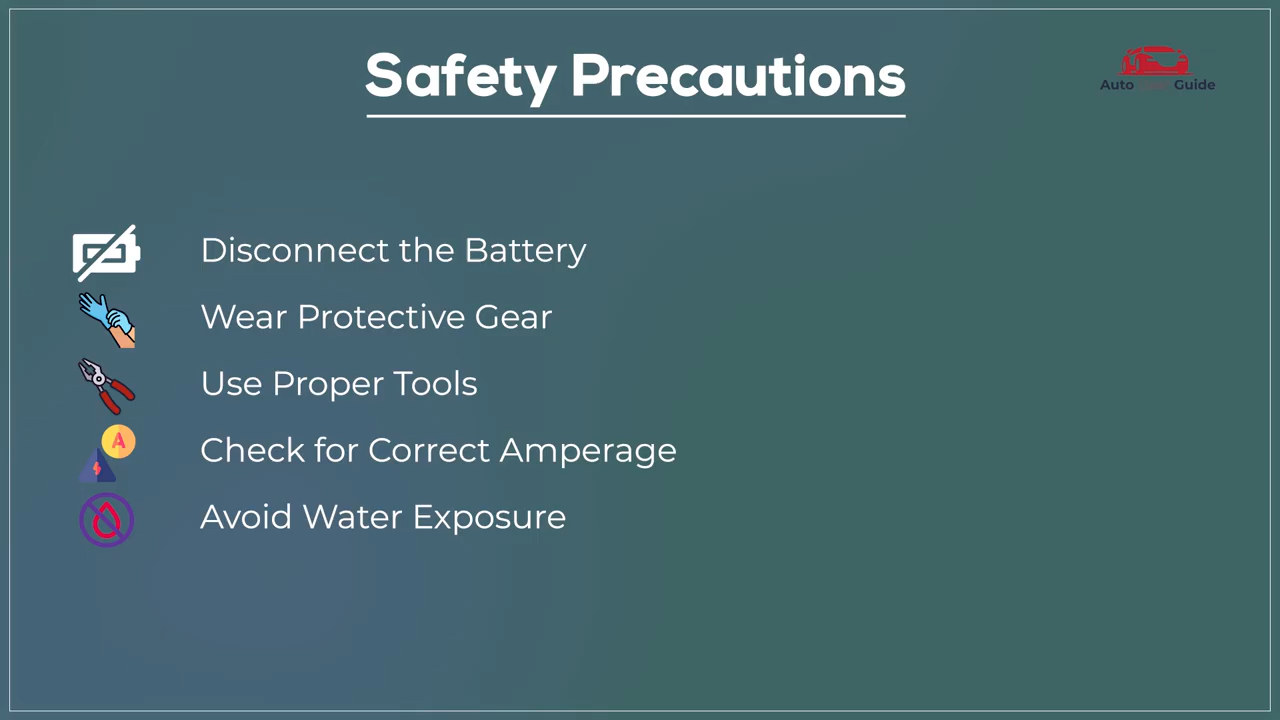 Safety Precautions
Auto Guide
Disconnect the Battery
Wear Protective Gear
Use Proper Tools
A
Check for Correct Amperage
Avoid Water Exposure